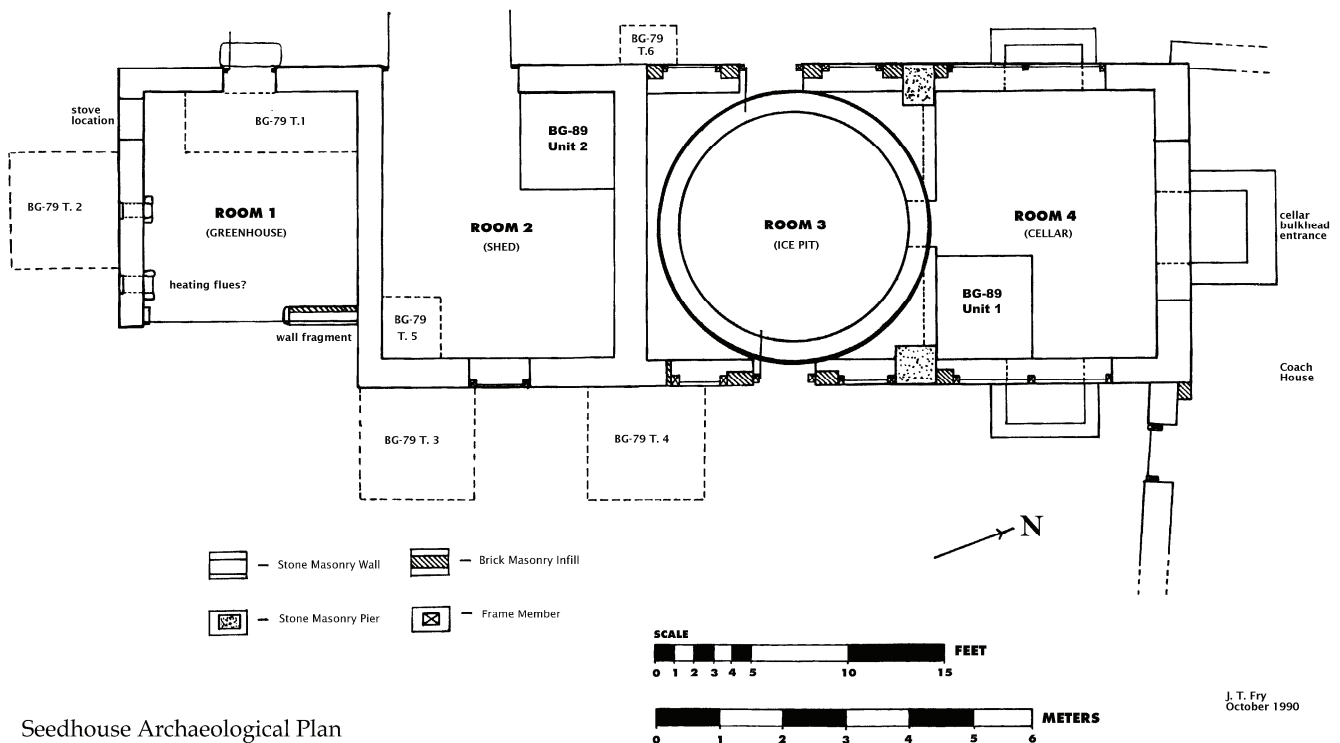 BG-79
T.6
stove
location
BG-79 T.1
BG-89
Unit 2
BG-79 T. 2
ROOM 1
(GREENHOUSE)
ROOM 2
(SHED)
ROOM 3
(ICE PIT)
ROOM 4
(CELLAR)
cellar
bulkhead
entrance
heating flues?
wall fragment
BG-79
T. 5
BG-89
Unit 1
Coach
House
BG-79 T. 3
BG-79 T. 4
N
Stone Masonry Wall
Brick Masonry Infill
Stone Masonry Pier
Frame Member
SCALE
FEET
0 1 2 3 4 5 10 15
METERS
0 1 2 3 4 5 6
J. T. Fry
October 1990
Seedhouse Archaeological Plan